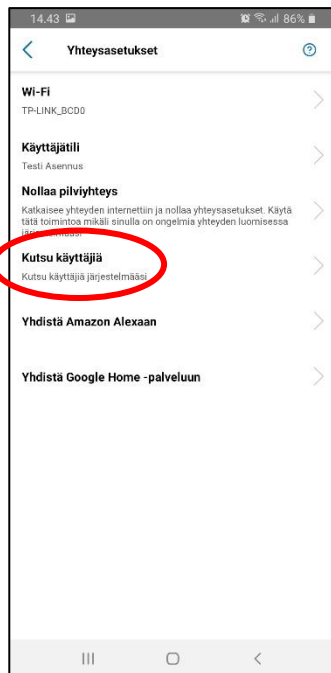 14.43 86%
Yhteysasetukset ?
Wi-Fi
TP-LINK_BCD0
Käyttäjätili
Testi Asennus
Nollaa pilviyhteys
Katkaisee yhteyden internettiin ja nollaa yhteysasetukset. Käytä
tätä toimintoa mikäli sinulla on ongelmia yhteyden luomisessa
järjestelmääsi
Kutsu käyttäjiä
Kutsu käyttäjiä järjestelmääsi
Yhdistä Amazon Alexaan
Yhdistä Google Home -palveluun